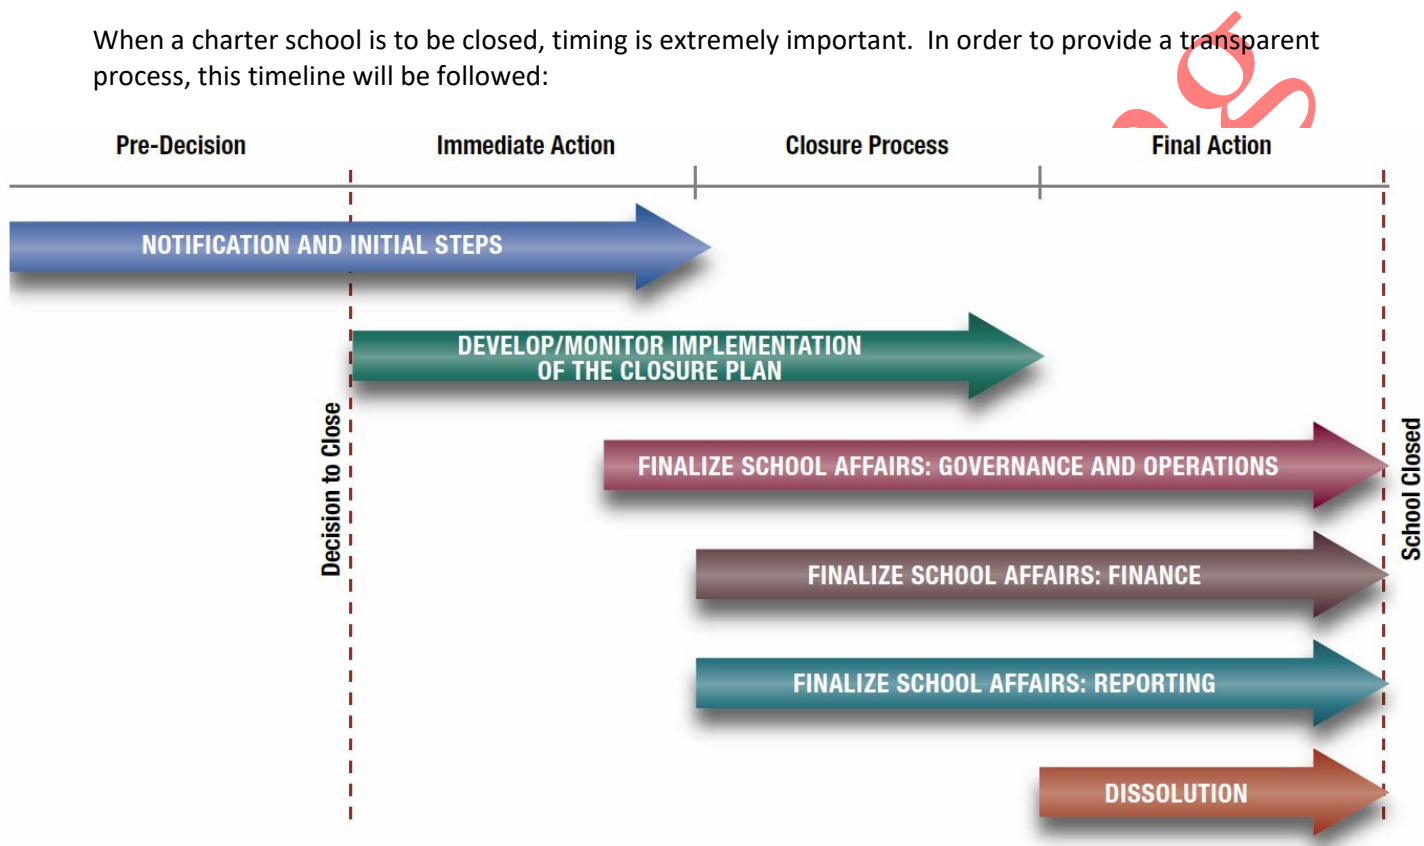 When a charter school is to be closed, timing is extremely important.  In order to provide a transparent
process, this timeline will be followed:
Pre-Decision
Immediate Action
Closure Process
Final Action
NOTIFICATION AND INITIAL STEPS
DEVELOP/MONITOR IMPLEMENTATION
OF THE CLOSURE PLAN
Decision to Close
FINALIZE SCHOOL AFFAIRS: GOVERNANCE AND OPERATIONS
School Closed
FINALIZE SCHOOL AFFAIRS: FINANCE
FINALIZE SCHOOL AFFAIRS: REPORTING
DISSOLUTION